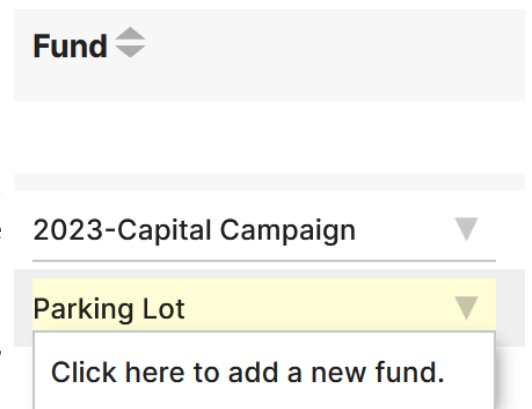 Fund
2023-Capital Campaign
Parking Lot
Click here to add a new fund.